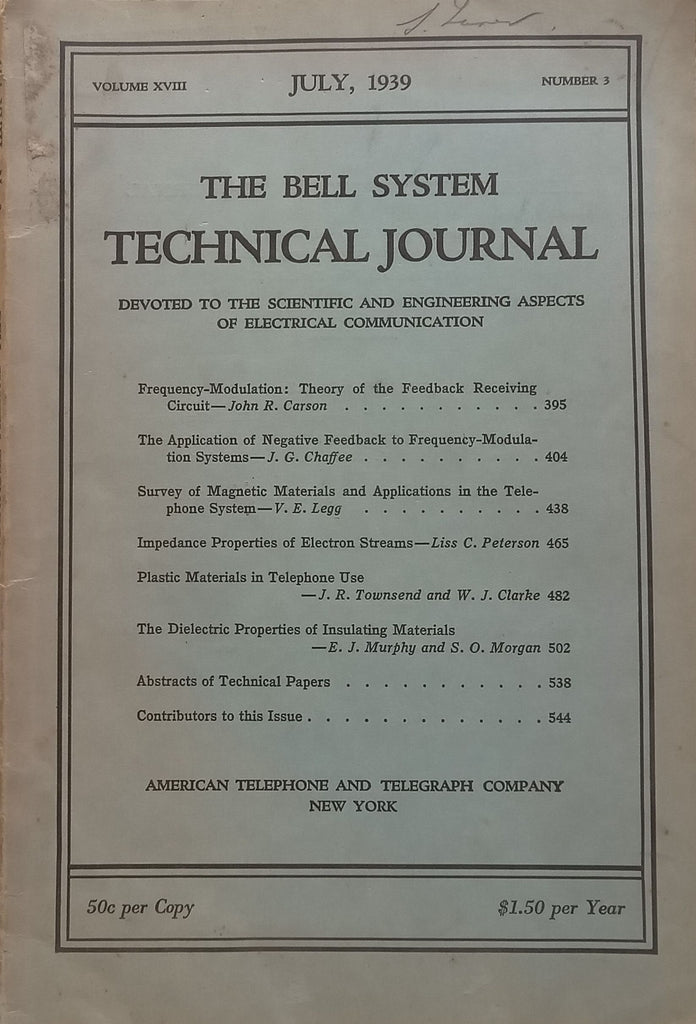 VOLUME XVIII JULY, 1939 NUMBER 3
THE BELL SYSTEM
TECHNICAL JOURNAL
DEVOTED TO THE SCIENTIFIC AND ENGINEERING ASPECTS
OF ELECTRICAL COMMUNICATION
Frequency-Modulation: Theory of the Feedback Receiving
Circuit—John R. Carson . . . . . . . . . . . 395
The Application of Negative Feedback to Frequency-Modula-
tion Systems—J. G. Chaffee . . . . . . . . . . 404
Survey of Magnetic Materials and Applications in the Tele-
phone System—V. E. Legg . . . . . . . . . . 438
Impedance Properties of Electron Streams—Liss C. Peterson 465
Plastic Materials in Telephone Use
—J. R. Townsend and W. J. Clarke 482
The Dielectric Properties of Insulating Materials
—E. J. Murphy and S. O. Morgan 502
Abstracts of Technical Papers . . . . . . . . . . . 538
Contributors to this Issue . . . . . . . . . . . . . 544
AMERICAN TELEPHONE AND TELEGRAPH COMPANY
NEW YORK
50c per Copy $1.50 per Year